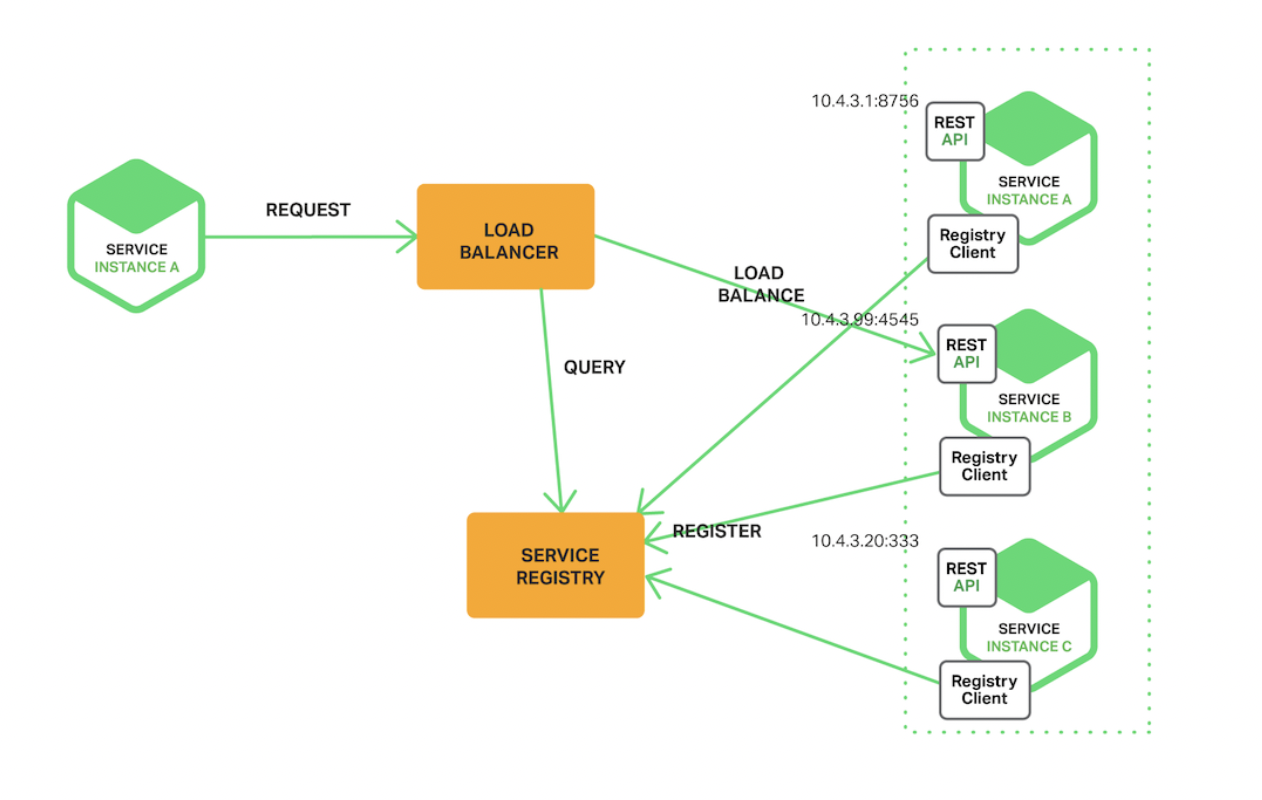 SERVICE
INSTANCE A
REQUEST
LOAD
BALANCER
LOAD
BALANCE
QUERY
SERVICE
REGISTRY
REGISTER
10.4.3.1:8756
REST
API
SERVICE
INSTANCE A
Registry
Client
10.4.3.99:4545
REST
API
SERVICE
INSTANCE B
Registry
Client
10.4.3.20:333
REST
API
SERVICE
INSTANCE C
Registry
Client